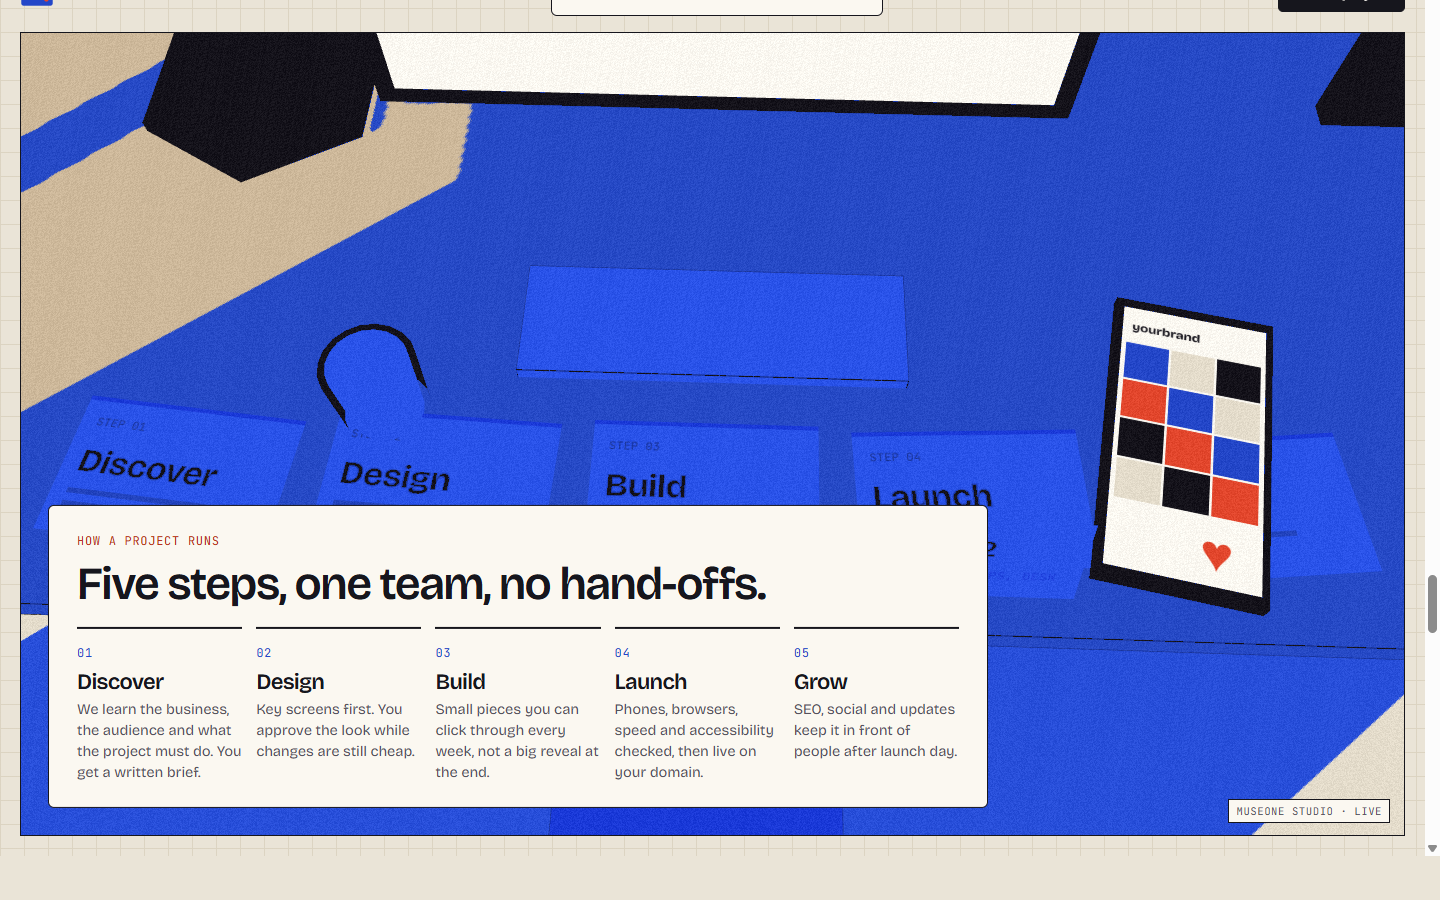 yourbrand
STEP 01
Discover
Design
STEP 03
Build
STEP 04
Launch
HOW A PROJECT RUNS
Five steps, one team, no hand-offs.
01
Discover
We learn the business,
the audience and what
the project must do. You
get a written brief.
02
Design
Key screens first. You
approve the look while
changes are still cheap.
03
Build
Small pieces you can
click through every
week, not a big reveal at
the end.
04
Launch
Phones, browsers,
speed and accessibility
checked, then live on
your domain.
05
Grow
SEO, social and updates
keep it in front of
people after launch day.
MUSEONE STUDIO · LIVE